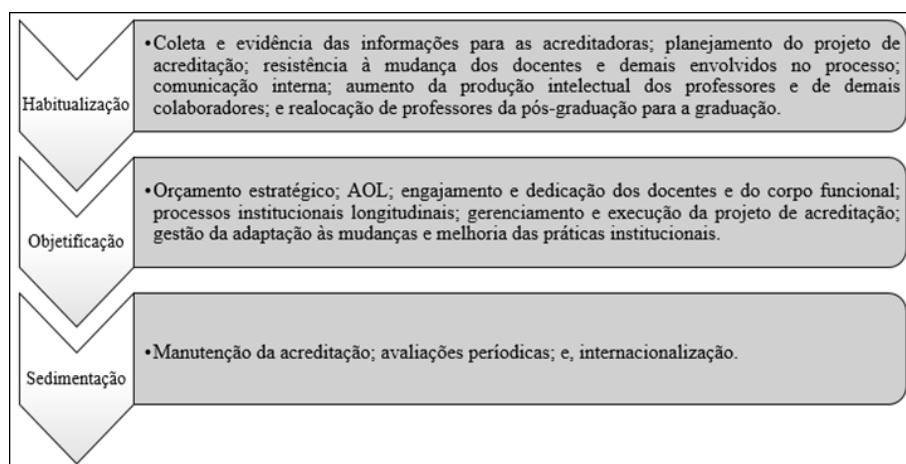 Habitualização
•Coleta e evidência das informações para as acreditadoras; planejamento do projeto de
acreditação; resistência à mudança dos docentes e demais envolvidos no processo;
comunicação interna; aumento da produção intelectual dos professores e de demais
colaboradores; e realocação de professores da pós-graduação para a graduação.
Objetificação
•Orçamento estratégico; AOL; engajamento e dedicação dos docentes e do corpo funcional;
processos institucionais longitudinais; gerenciamento e execução da projeto de acreditação;
gestão da adaptação às mudanças e melhoria das práticas institucionais.
Sedimentação
•Manutenção da acreditação; avaliações períodicas; e, internacionalização.